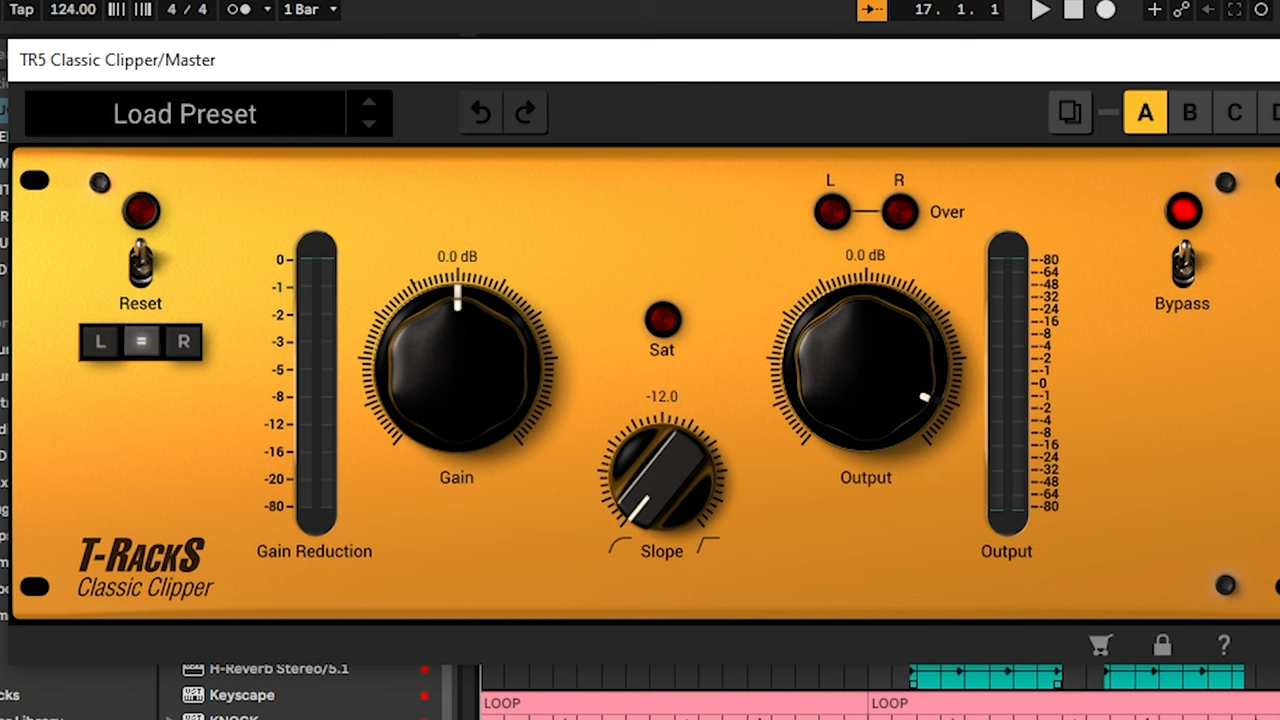 Tap 124.00 4 / 4 1 Bar 17. 1. 1
TR5 Classic Clipper/Master
Load Preset
A B C
L R
Over
0.0 dB
0.0 dB
Reset
Bypass
L = R
0
-1
-2
-3
-5
-8
-12
-16
-20
-80
Sat
-12.0
-80
-64
-48
-32
-24
-16
-8
-4
-2
-1
-0
-1
-2
-4
-8
-16
-24
-32
-48
-64
-80
Gain
Output
T-RackS
Classic Clipper
Gain Reduction
Slope
Output
?
H-Reverb Stereo/5.1
Keyscape
LOOP LOOP
KNOCK